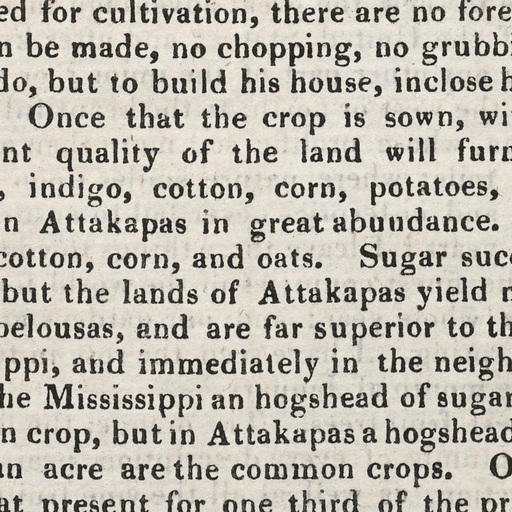 ed for cultivation, there are no fore
n be made, no chopping, no grubbi
do, but to build his house, inclose h
Once that the crop is sown, wi
nt quality of the land will furn
, indigo, cotton, corn, potatoes,
n Attakapas in great abundance.
cotton, corn, and oats. Sugar succ
but the lands of Attakapas yield
pelousas, and are far superior to th
ippi, and immediately in the neigh
he Mississippi an hogshead of sugar
n crop, but in Attakapas a hogshead
an acre are the common crops. O
at present for one third of the pr